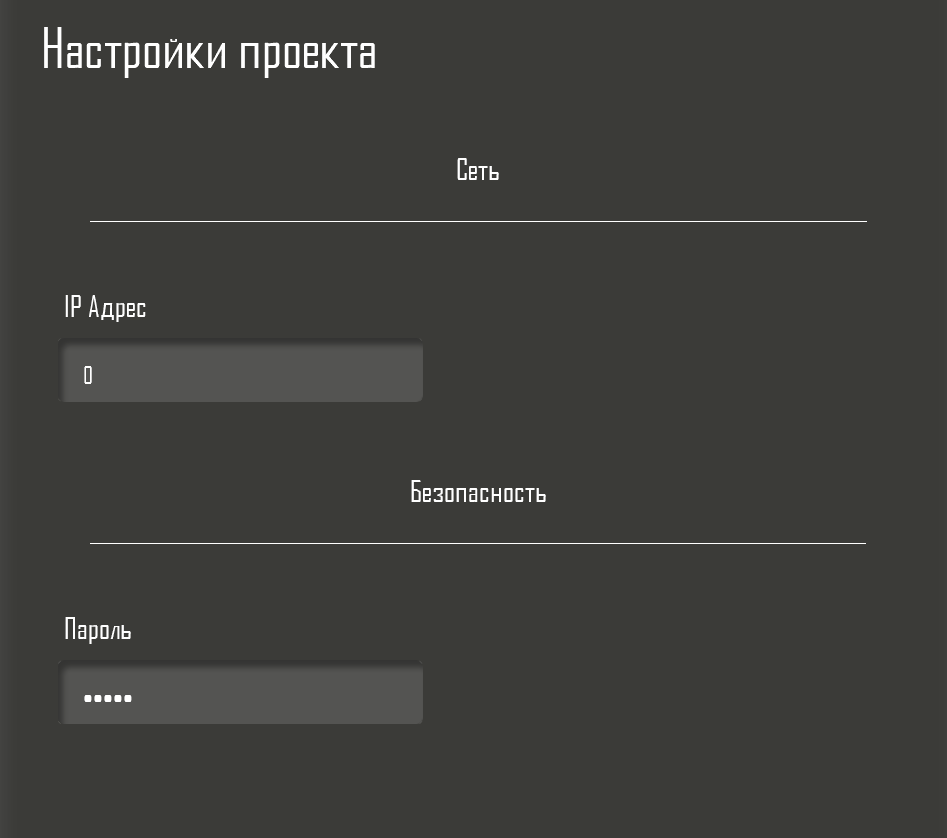 Настройки проекта
Сеть
IP Адрес
0
Безопасность
Пароль
•••••